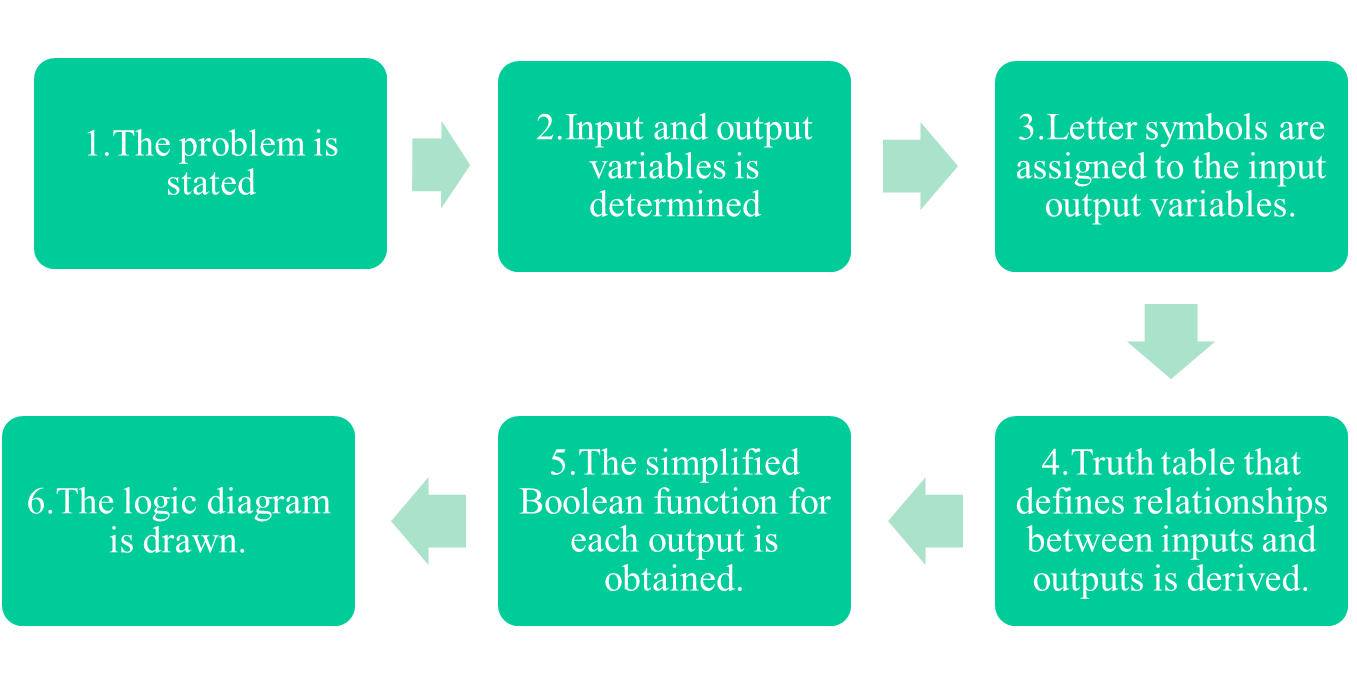 1.The problem is
stated
2.Input and output
variables is
determined
3.Letter symbols are
assigned to the input
output variables.
4.Truth table that
defines relationships
between inputs and
outputs is derived.
5.The simplified
Boolean function for
each output is
obtained.
6.The logic diagram
is drawn.